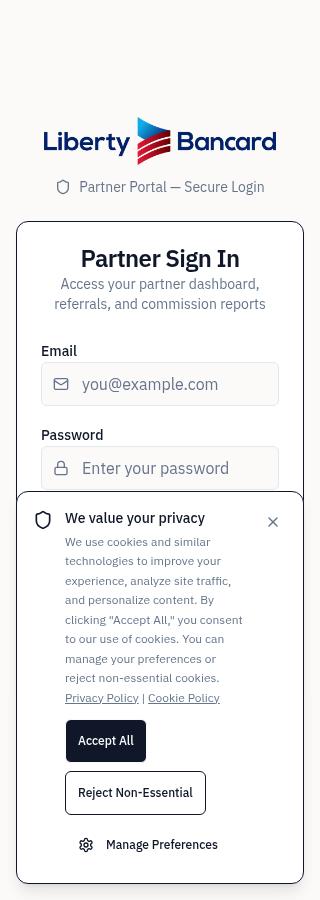 Liberty Bancard
Partner Portal — Secure Login
Partner Sign In
Access your partner dashboard,
referrals, and commission reports
Email
you@example.com
Password
Enter your password
We value your privacy
We use cookies and similar
technologies to improve your
experience, analyze site traffic,
and personalize content. By
clicking "Accept All," you consent
to our use of cookies. You can
manage your preferences or
reject non-essential cookies.
Privacy Policy | Cookie Policy
Accept All
Reject Non-Essential
Manage Preferences